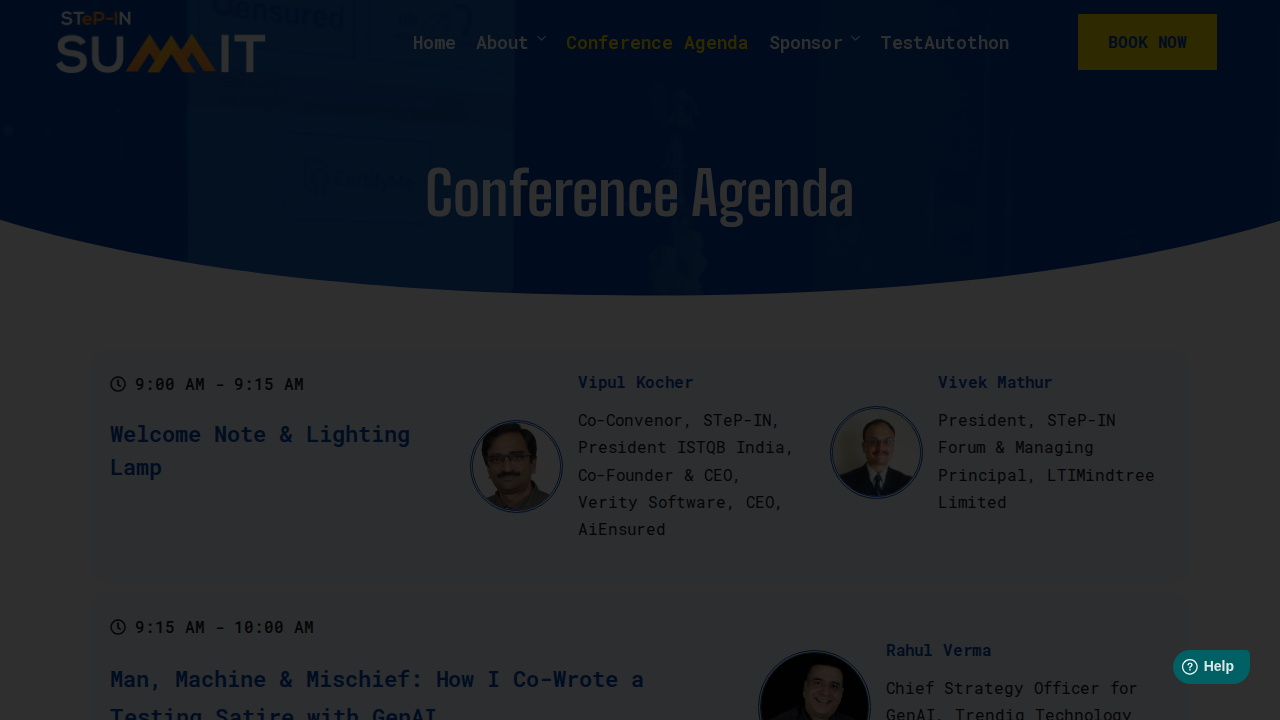 STeP-IN
SUMMIT
Home About Conference Agenda Sponsor TestAutothon
BOOK NOW
Conference Agenda
9:00 AM - 9:15 AM
Welcome Note & Lighting
Lamp
Vipul Kocher
Co-Convenor, STeP-IN,
President ISTQB India,
Co-Founder & CEO,
Verity Software, CEO,
AiEnsured
Vivek Mathur
President, STeP-IN
Forum & Managing
Principal, LTIMindtree
Limited
9:15 AM - 10:00 AM
Man, Machine & Mischief: How I Co-Wrote a
Testing Satire with GenAI
Rahul Verma
Chief Strategy Officer for
GenAI, Trendig Technology
Help